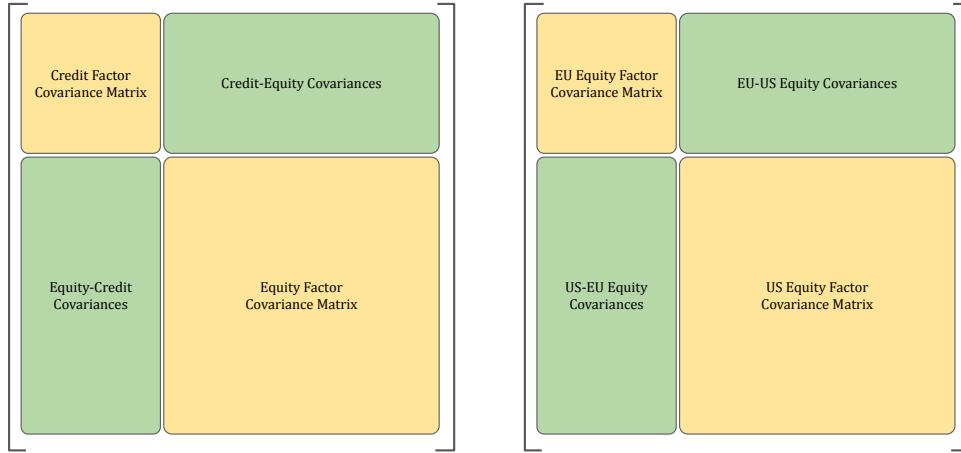 Credit Factor
Covariance Matrix
Credit-Equity Covariances
Equity-Credit
Covariances
Equity Factor
Covariance Matrix
EU Equity Factor
Covariance Matrix
EU-US Equity Covariances
US-EU Equity
Covariances
US Equity Factor
Covariance Matrix